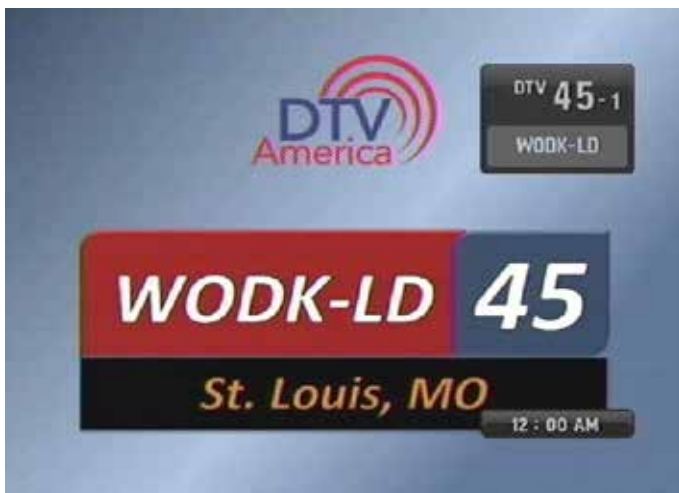 DTV
America
DTV 45-1
WODK-LD
WODK-LD 45
St. Louis, MO
12:00 AM